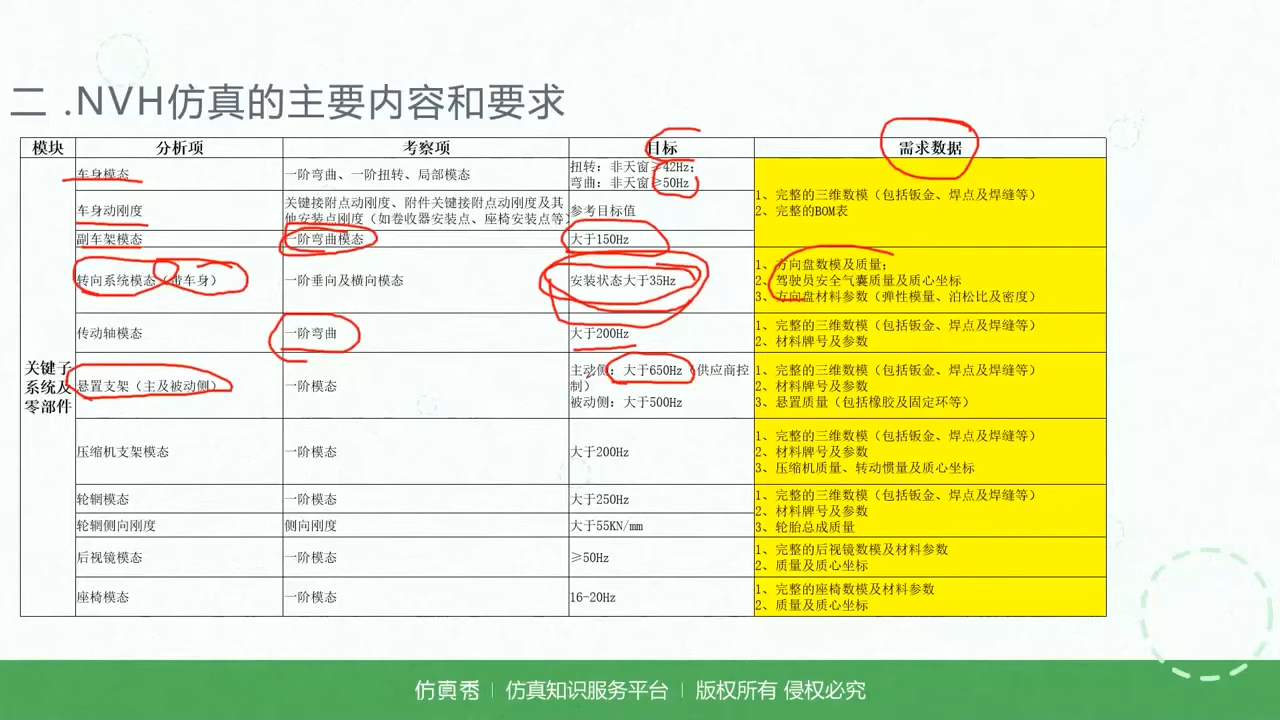 二 .NVH仿真的主要内容和要求
模块 分析项 考察项 目标 需求数据
关键子
系统及
零部件
车身模态 一阶弯曲、一阶扭转、局部模态
扭转：非天窗≥42Hz；
弯曲：非天窗≥50Hz
1、完整的三维数模（包括钣金、焊点及焊缝等）
2、完整的BOM表
车身动刚度
关键接附点动刚度、附件关键接附点动刚度及其
他安装点刚度（如卷收器安装点、座椅安装点等）
参考目标值
副车架模态 一阶弯曲模态 大于150Hz
转向系统模态（带车身） 一阶垂向及横向模态 安装状态大于35Hz
1、方向盘数模及质量；
2、驾驶员安全气囊质量及质心坐标
3、方向盘材料参数（弹性模量、泊松比及密度）
传动轴模态 一阶弯曲 大于200Hz
1、完整的三维数模（包括钣金、焊点及焊缝等）
2、材料牌号及参数
悬置支架（主及被动侧） 一阶模态
主动侧：大于650Hz（供应商控
制）
被动侧：大于500Hz
1、完整的三维数模（包括钣金、焊点及焊缝等）
2、材料牌号及参数
3、悬置质量（包括橡胶及固定环等）
压缩机支架模态 一阶模态 大于200Hz
1、完整的三维数模（包括钣金、焊点及焊缝等）
2、材料牌号及参数
3、压缩机质量、转动惯量及质心坐标
轮辋模态 一阶模态 大于250Hz
轮辋侧向刚度 侧向刚度 大于55KN/mm
1、完整的三维数模（包括钣金、焊点及焊缝等）
2、材料牌号及参数
3、轮胎总成质量
后视镜模态 一阶模态 ≥50Hz
1、完整的后视镜数模及材料参数
2、质量及质心坐标
座椅模态 一阶模态 16-20Hz
1、完整的座椅数模及材料参数
2、质量及质心坐标
仿真秀 | 仿真知识服务平台 | 版权所有 侵权必究